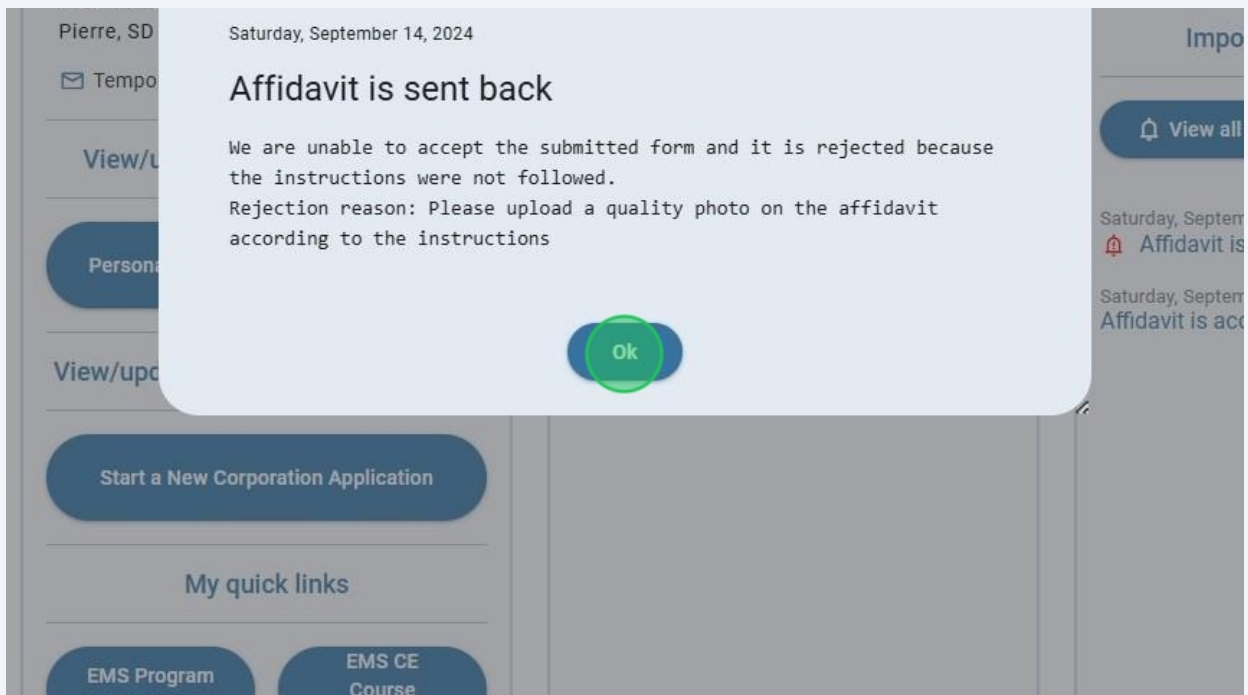 Pierre, SD
Tempo
View/u
Persona
View/upd
Start a New Corporation Application
My quick links
EMS Program
EMS CE
Course
Saturday, September 14, 2024
Affidavit is sent back
We are unable to accept the submitted form and it is rejected because
the instructions were not followed.
Rejection reason: Please upload a quality photo on the affidavit
according to the instructions
Ok
Impo
View all
Saturday, Septem
Affidavit is
Saturday, Septem
Affidavit is acc